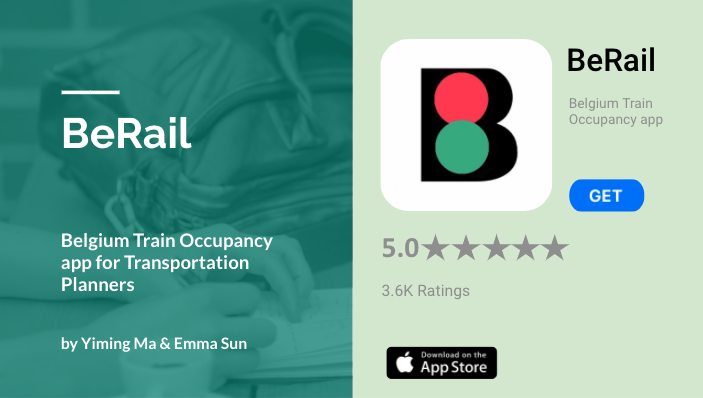 BeRail
Belgium Train Occupancy
app for Transportation
Planners
by Yiming Ma & Emma Sun
B
BeRail
Belgium Train
Occupancy app
GET
5.0★★★★★
3.6K Ratings
Download on the
App Store